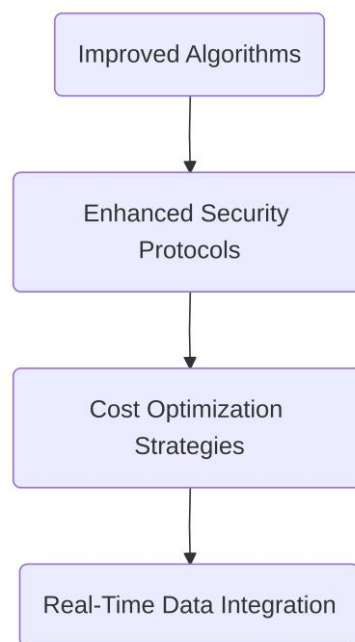 Improved Algorithms
Enhanced Security
Protocols
Cost Optimization
Strategies
Real-Time Data Integration